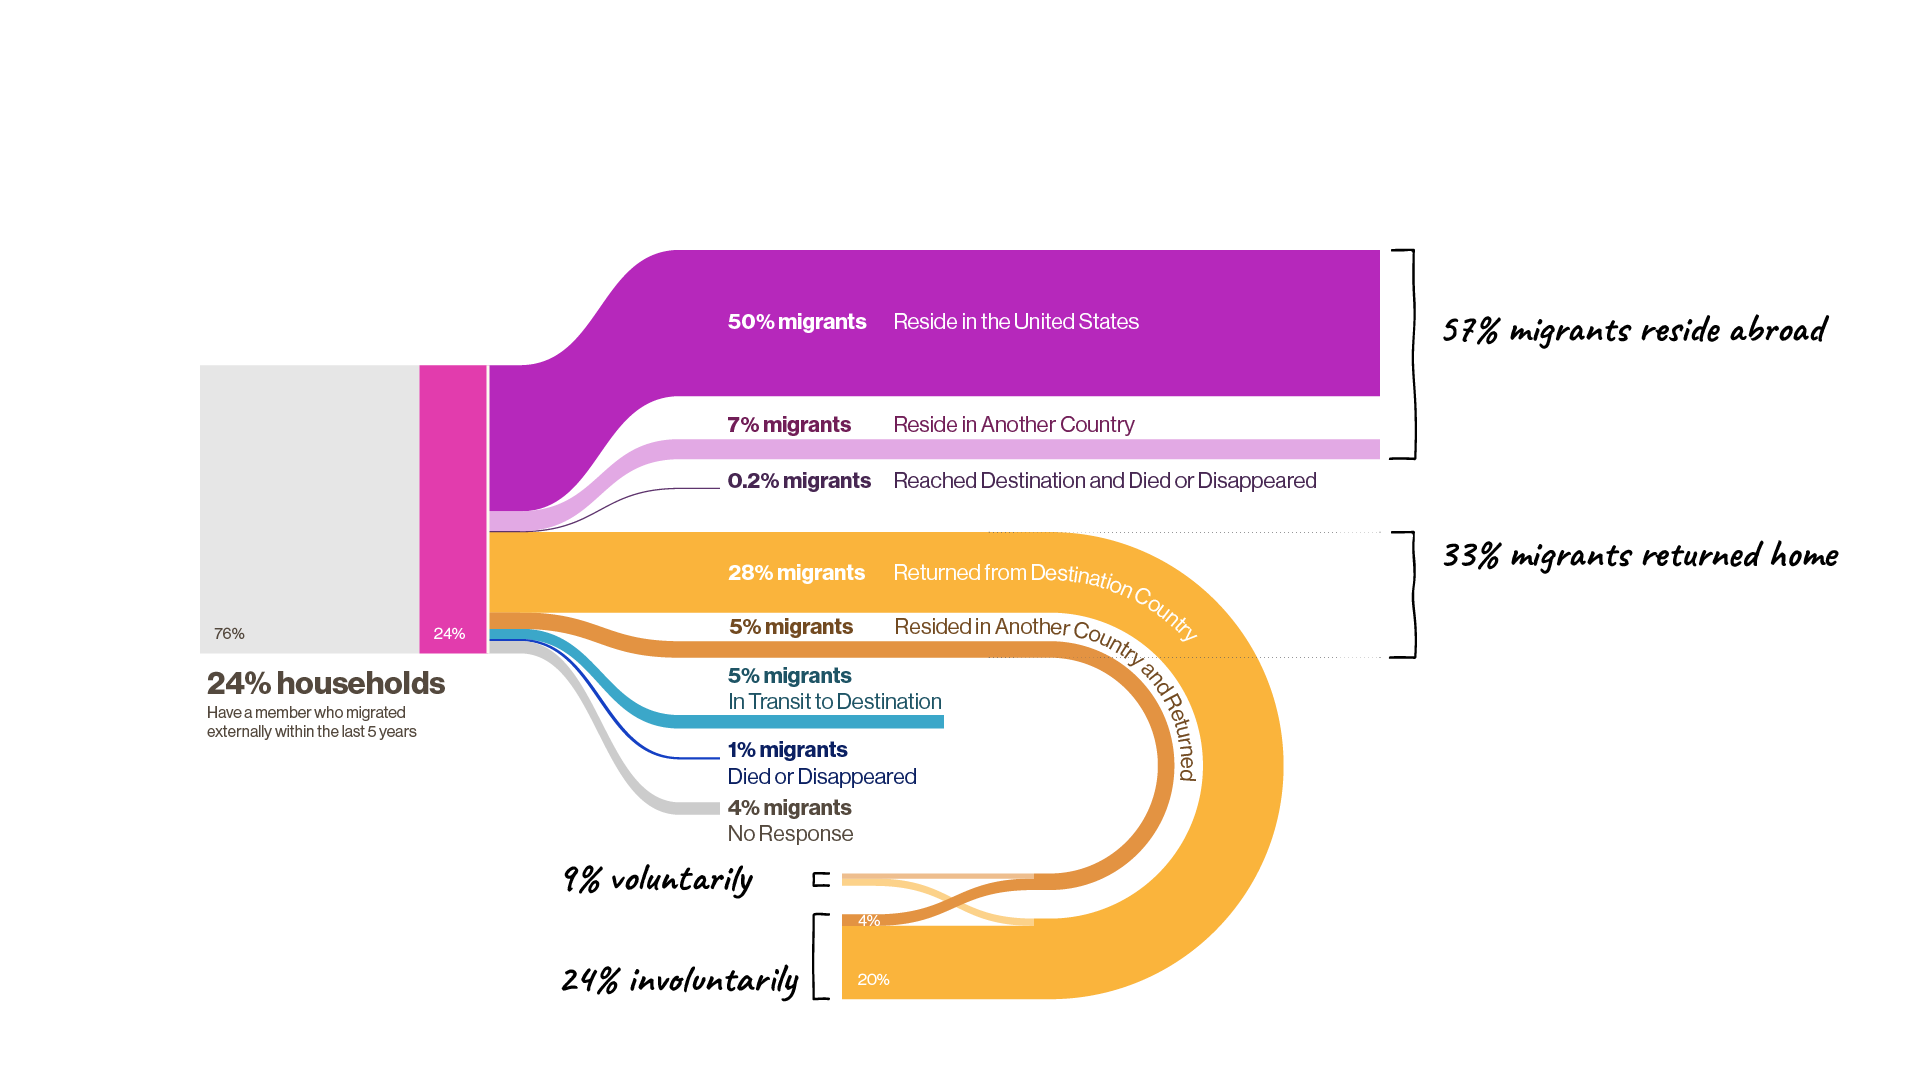 50% migrants Reside in the United States
57% migrants reside abroad
7% migrants Reside in Another Country
0.2% migrants Reached Destination and Died or Disappeared
33% migrants returned home
28% migrants Returned from Destination Country
5% migrants Resided in Another Country and Returned
76%
24%
24% households
Have a member who migrated
externally within the last 5 years
5% migrants
In Transit to Destination
1% migrants
Died or Disappeared
4% migrants
No Response
9% voluntarily
4%
24% involuntarily
20%